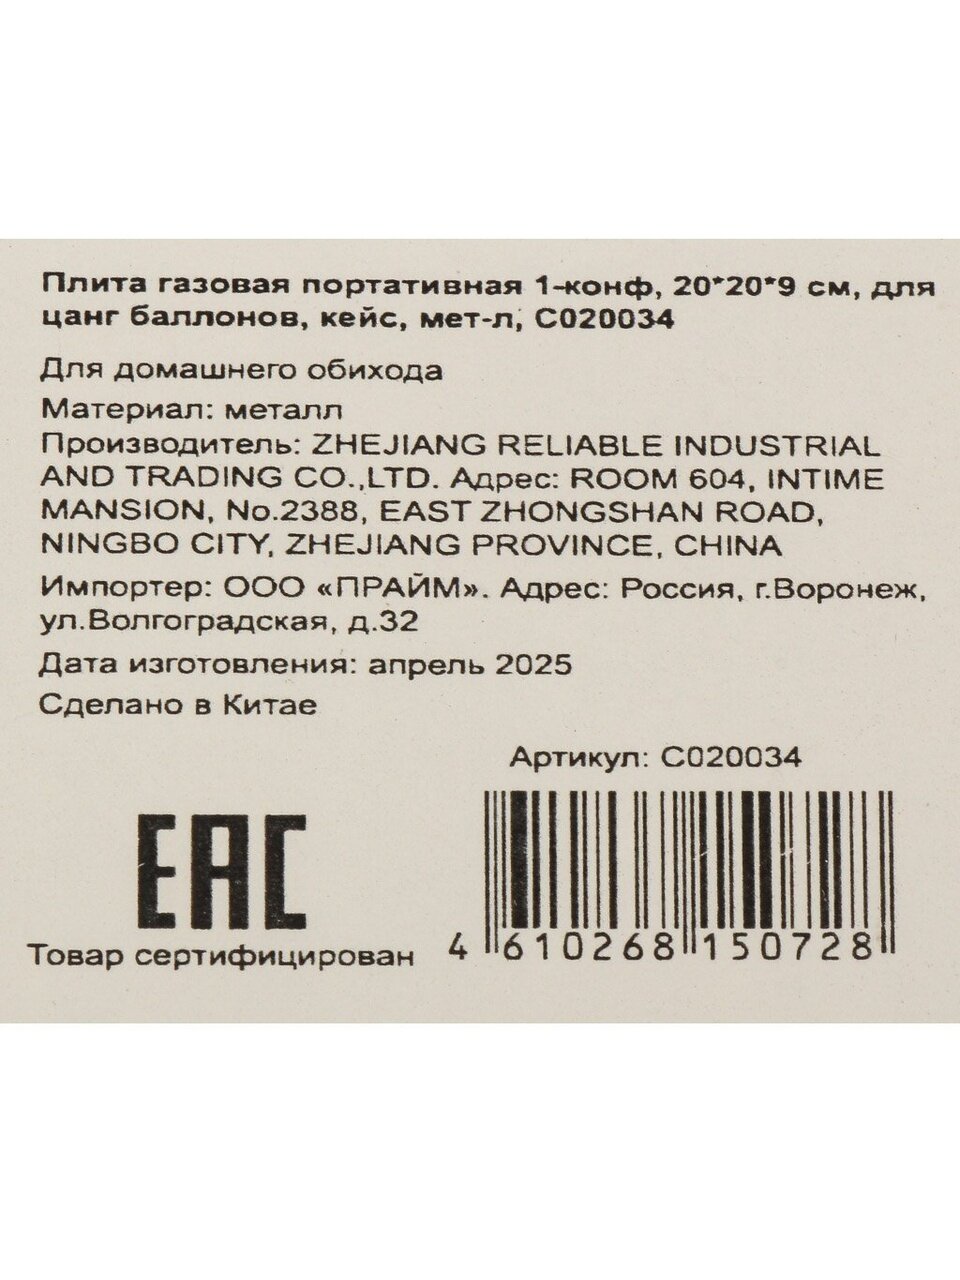 Плита газовая портативная 1-конф, 20*20*9 см, для
цанг баллонов, кейс, мет-л, С020034
Для домашнего обихода
Материал: металл
Производитель: ZHEJIANG RELIABLE INDUSTRIAL
AND TRADING CO.,LTD. Адрес: ROOM 604, INTIME
MANSION, No.2388, EAST ZHONGSHAN ROAD,
NINGBO CITY, ZHEJIANG PROVINCE, CHINA
Импортер: ООО «ПРАЙМ». Адрес: Россия, г.Воронеж,
ул.Волгоградская, д.32
Дата изготовления: апрель 2025
Сделано в Китае
Артикул: С020034
EAC
Товар сертифицирован
4 610268 150728